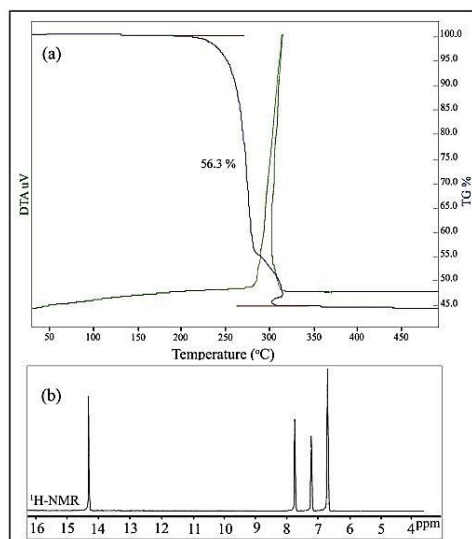 (a)
100.0
95.0
90.0
85.0
80.0
75.0
70.0
65.0
60.0
55.0
50.0
45.0
DTA uV
TG %
56.3 %
50 100 150 200 250 300 350 400 450
Temperature (°C)
(b)
¹H-NMR
16 15 14 13 12 11 10 9 8 7 6 5 4 ppm